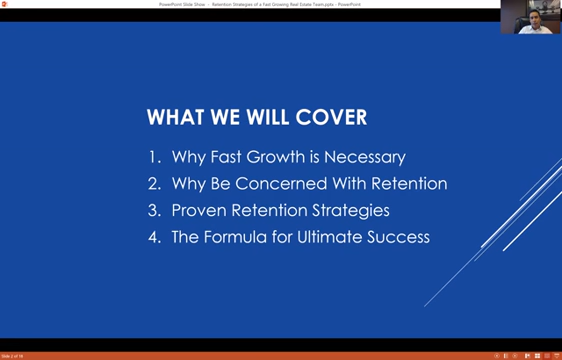 PowerPoint Slide Show - Retention Strategies of a Fast Growing Real Estate Team.pptx - PowerPoint
WHAT WE WILL COVER
1. Why Fast Growth is Necessary
2. Why Be Concerned With Retention
3. Proven Retention Strategies
4. The Formula for Ultimate Success
Slide 2 of 18